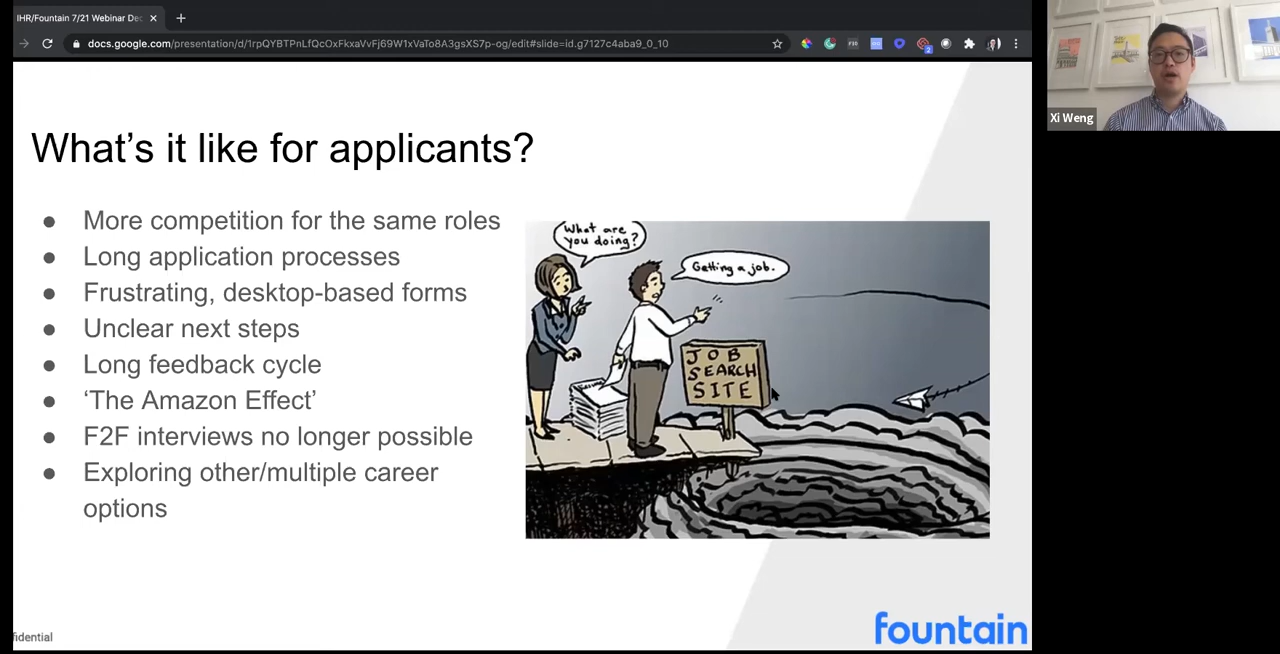 IHR/Fountain 7/21 Webinar Dec
docs.google.com/presentation/d/1rpQYBTPnLfQcOxFkxaVvFj69W1xVaTo8A3gsXS7p-og/edit#slide=id.g7127c4aba9_0_10
2
Xi Weng
What's it like for applicants?
● More competition for the same roles
● Long application processes
● Frustrating, desktop-based forms
● Unclear next steps
● Long feedback cycle
● ‘The Amazon Effect’
● F2F interviews no longer possible
● Exploring other/multiple career
options
What are
you doing?
Getting a job.
JOB
SEARCH
SITE
fidential
fountain